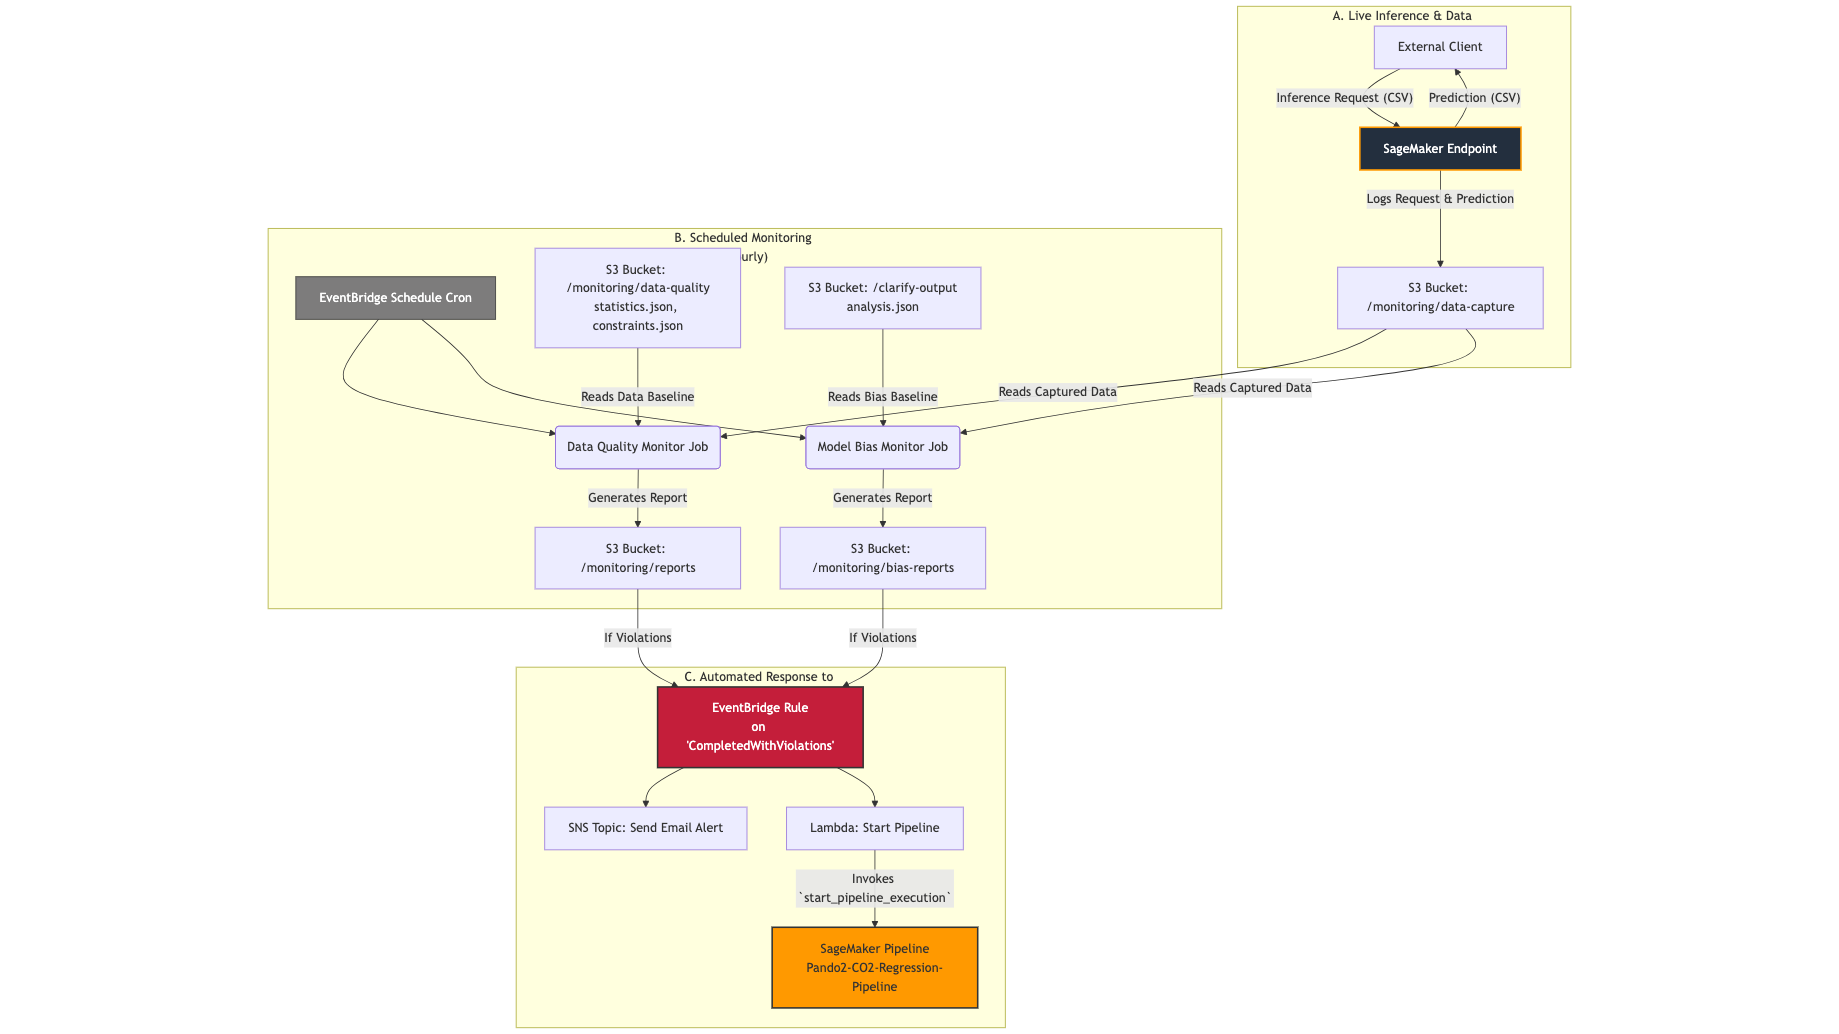 A. Live Inference & Data
External Client
Inference Request (CSV)
Prediction (CSV)
SageMaker Endpoint
Logs Request & Prediction
S3 Bucket:
/monitoring/data-capture
B. Scheduled Monitoring
urly)
EventBridge Schedule Cron
S3 Bucket:
/monitoring/data-quality
statistics.json,
constraints.json
S3 Bucket: /clarify-output
analysis.json
Reads Data Baseline
Reads Bias Baseline
Reads Captured Data
Reads Captured Data
Data Quality Monitor Job
Model Bias Monitor Job
Generates Report
Generates Report
S3 Bucket:
/monitoring/reports
S3 Bucket:
/monitoring/bias-reports
If Violations
If Violations
C. Automated Response to
EventBridge Rule
on
'CompletedWithViolations'
SNS Topic: Send Email Alert
Lambda: Start Pipeline
Invokes
`start_pipeline_execution`
SageMaker Pipeline
Pando2-CO2-Regression-
Pipeline